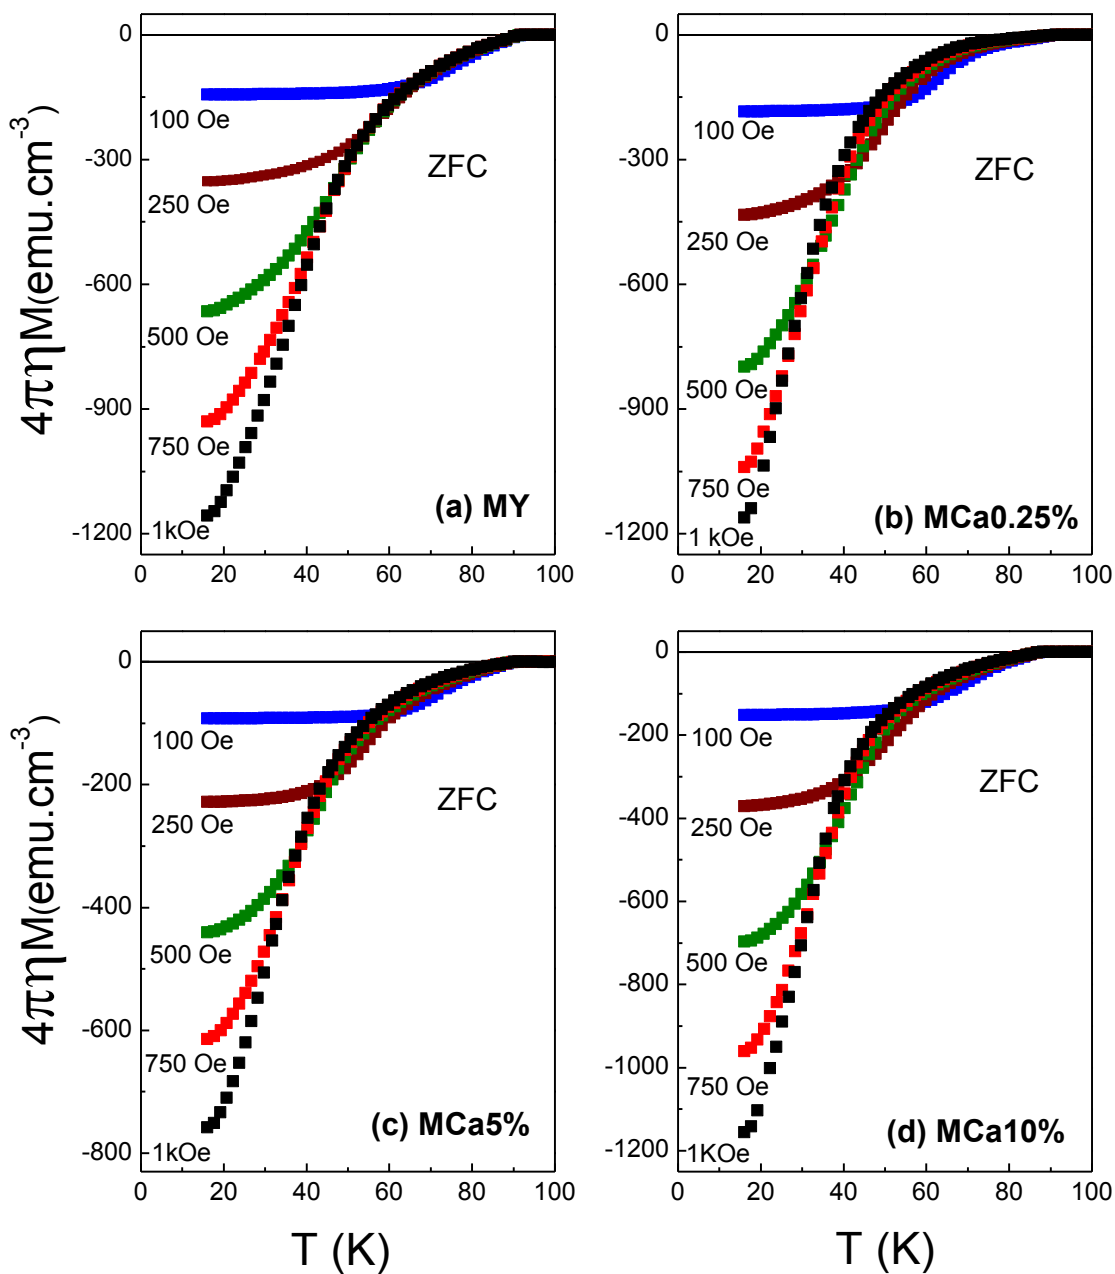 4πηM(emu.cm⁻³)
0
-300
-600
-900
-1200
100 Oe
250 Oe
500 Oe
750 Oe
1kOe
ZFC
(a) MY
0 20 40 60 80 100
0
-300
-600
-900
-1200
100 Oe
250 Oe
500 Oe
750 Oe
1 kOe
ZFC
(b) MCa0.25%
0 20 40 60 80 100
4πηM(emu.cm⁻³)
0
-200
-400
-600
-800
100 Oe
250 Oe
500 Oe
750 Oe
1kOe
ZFC
(c) MCa5%
0 20 40 60 80 100
T (K)
0
-200
-400
-600
-800
-1000
-1200
100 Oe
250 Oe
500 Oe
750 Oe
1KOe
ZFC
(d) MCa10%
0 20 40 60 80 100
T (K)